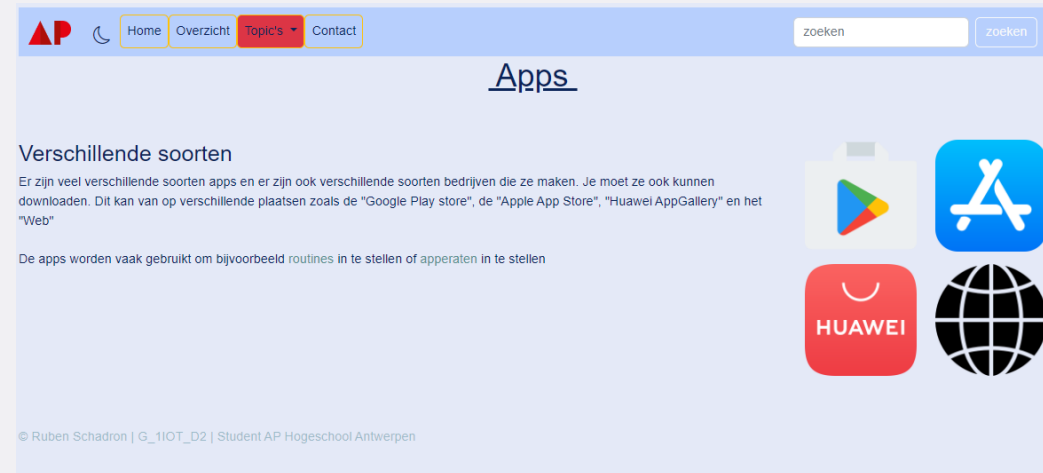 AP Home Overzicht Topic's Contact zoeken zoeken
Apps
Verschillende soorten
Er zijn veel verschillende soorten apps en er zijn ook verschillende soorten bedrijven die ze maken. Je moet ze ook kunnen
downloaden. Dit kan van op verschillende plaatsen zoals de "Google Play store", de "Apple App Store", "Huawei AppGallery" en het
"Web"
De apps worden vaak gebruikt om bijvoorbeeld routines in te stellen of apperaten in te stellen
HUAWEI
© Ruben Schadron | G_1IOT_D2 | Student AP Hogeschool Antwerpen